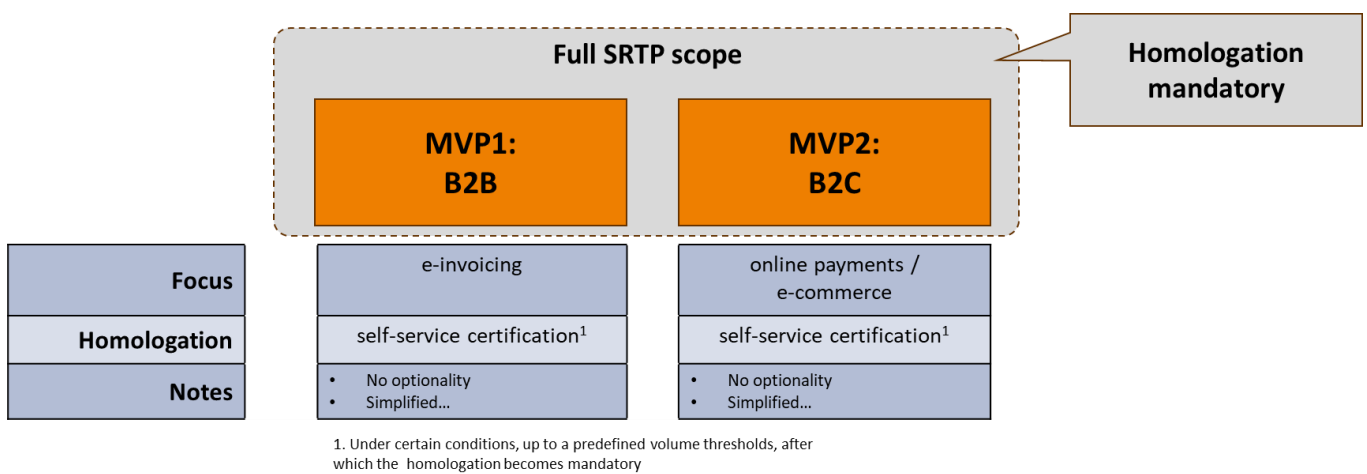 Full SRTP scope
Homologation
mandatory
MVP1:
B2B
MVP2:
B2C
Focus
e-invoicing
online payments /
e-commerce
Homologation
self-service certification¹
self-service certification¹
Notes
• No optionality
• Simplified…
• No optionality
• Simplified…
1. Under certain conditions, up to a predefined volume thresholds, after
which the homologation becomes mandatory